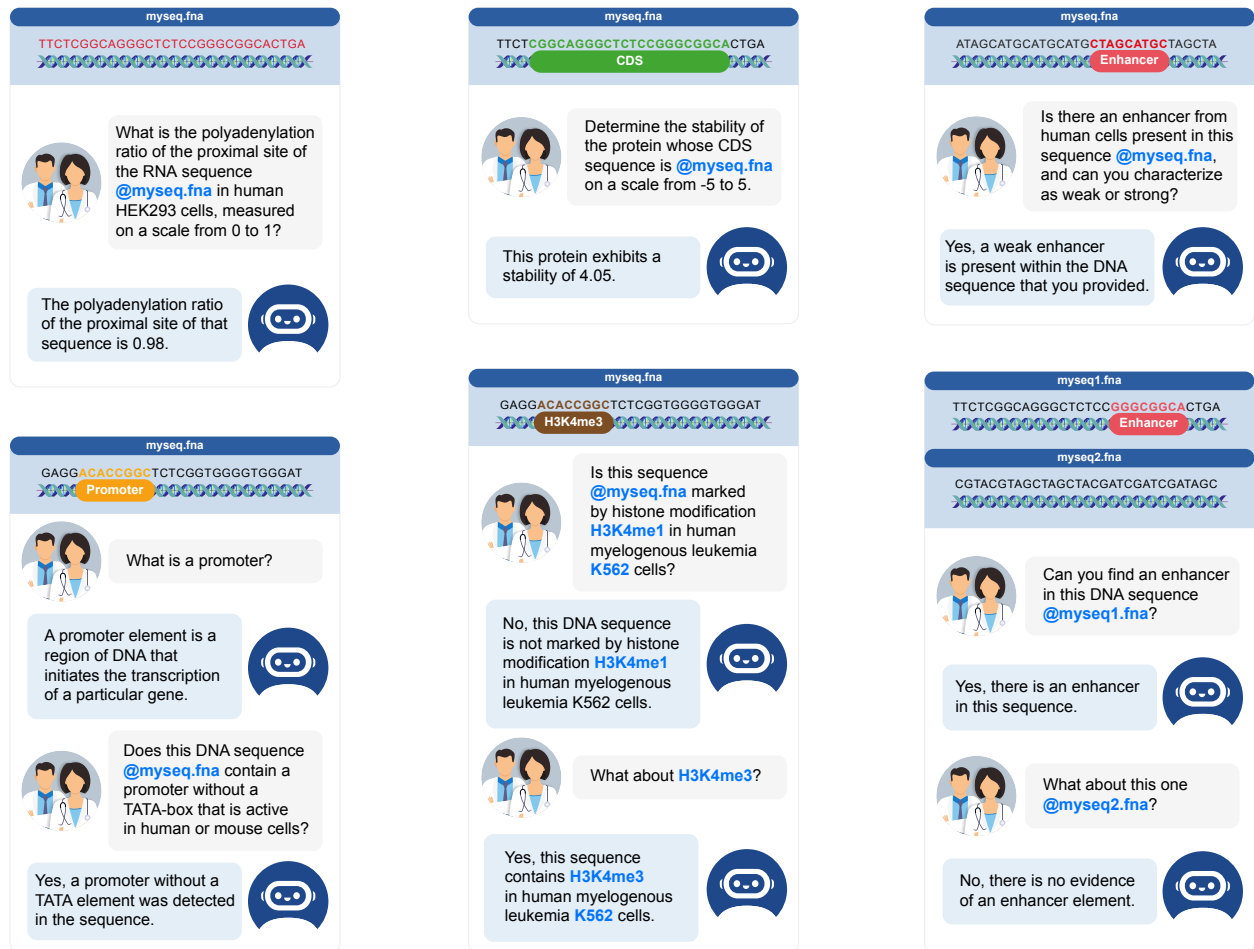 myseq.fna
TTCTCGGCAGGGCTCTCCGGGCGGCACTGA
What is the polyadenylation
ratio of the proximal site of
the RNA sequence
@myseq.fna in human
HEK293 cells, measured
on a scale from 0 to 1?
The polyadenylation ratio
of the proximal site of that
sequence is 0.98.
myseq.fna
TTCTCGGCAGGGCTCTCCGGGCGGCACTGA
CDS
Determine the stability of
the protein whose CDS
sequence is @myseq.fna
on a scale from -5 to 5.
This protein exhibits a
stability of 4.05.
myseq.fna
ATAGCATGCATGCATGCTAGCATGCTAGCTA
Enhancer
Is there an enhancer from
human cells present in this
sequence @myseq.fna,
and can you characterize
as weak or strong?
Yes, a weak enhancer
is present within the DNA
sequence that you provided.
myseq.fna
GAGGACACCGGCTCTCGGTGGGGTGGGAT
Promoter
What is a promoter?
A promoter element is a
region of DNA that
initiates the transcription
of a particular gene.
Does this DNA sequence
@myseq.fna contain a
promoter without a
TATA-box that is active
in human or mouse cells?
Yes, a promoter without a
TATA element was detected
in the sequence.
myseq.fna
GAGGACACCGGCTCTCGGTGGGGTGGGAT
H3K4me3
Is this sequence
@myseq.fna marked
by histone modification
H3K4me1 in human
myelogenous leukemia
K562 cells?
No, this DNA sequence
is not marked by histone
modification H3K4me1
in human myelogenous
leukemia K562 cells.
What about H3K4me3?
Yes, this sequence
contains H3K4me3
in human myelogenous
leukemia K562 cells.
myseq1.fna
TTCTCGGCAGGGCTCTCCGGGCGGCACTGA
Enhancer
myseq2.fna
CGTACGTAGCTAGCTACGATCGATCGATAGC
Can you find an enhancer
in this DNA sequence
@myseq1.fna?
Yes, there is an enhancer
in this sequence.
What about this one
@myseq2.fna?
No, there is no evidence
of an enhancer element.